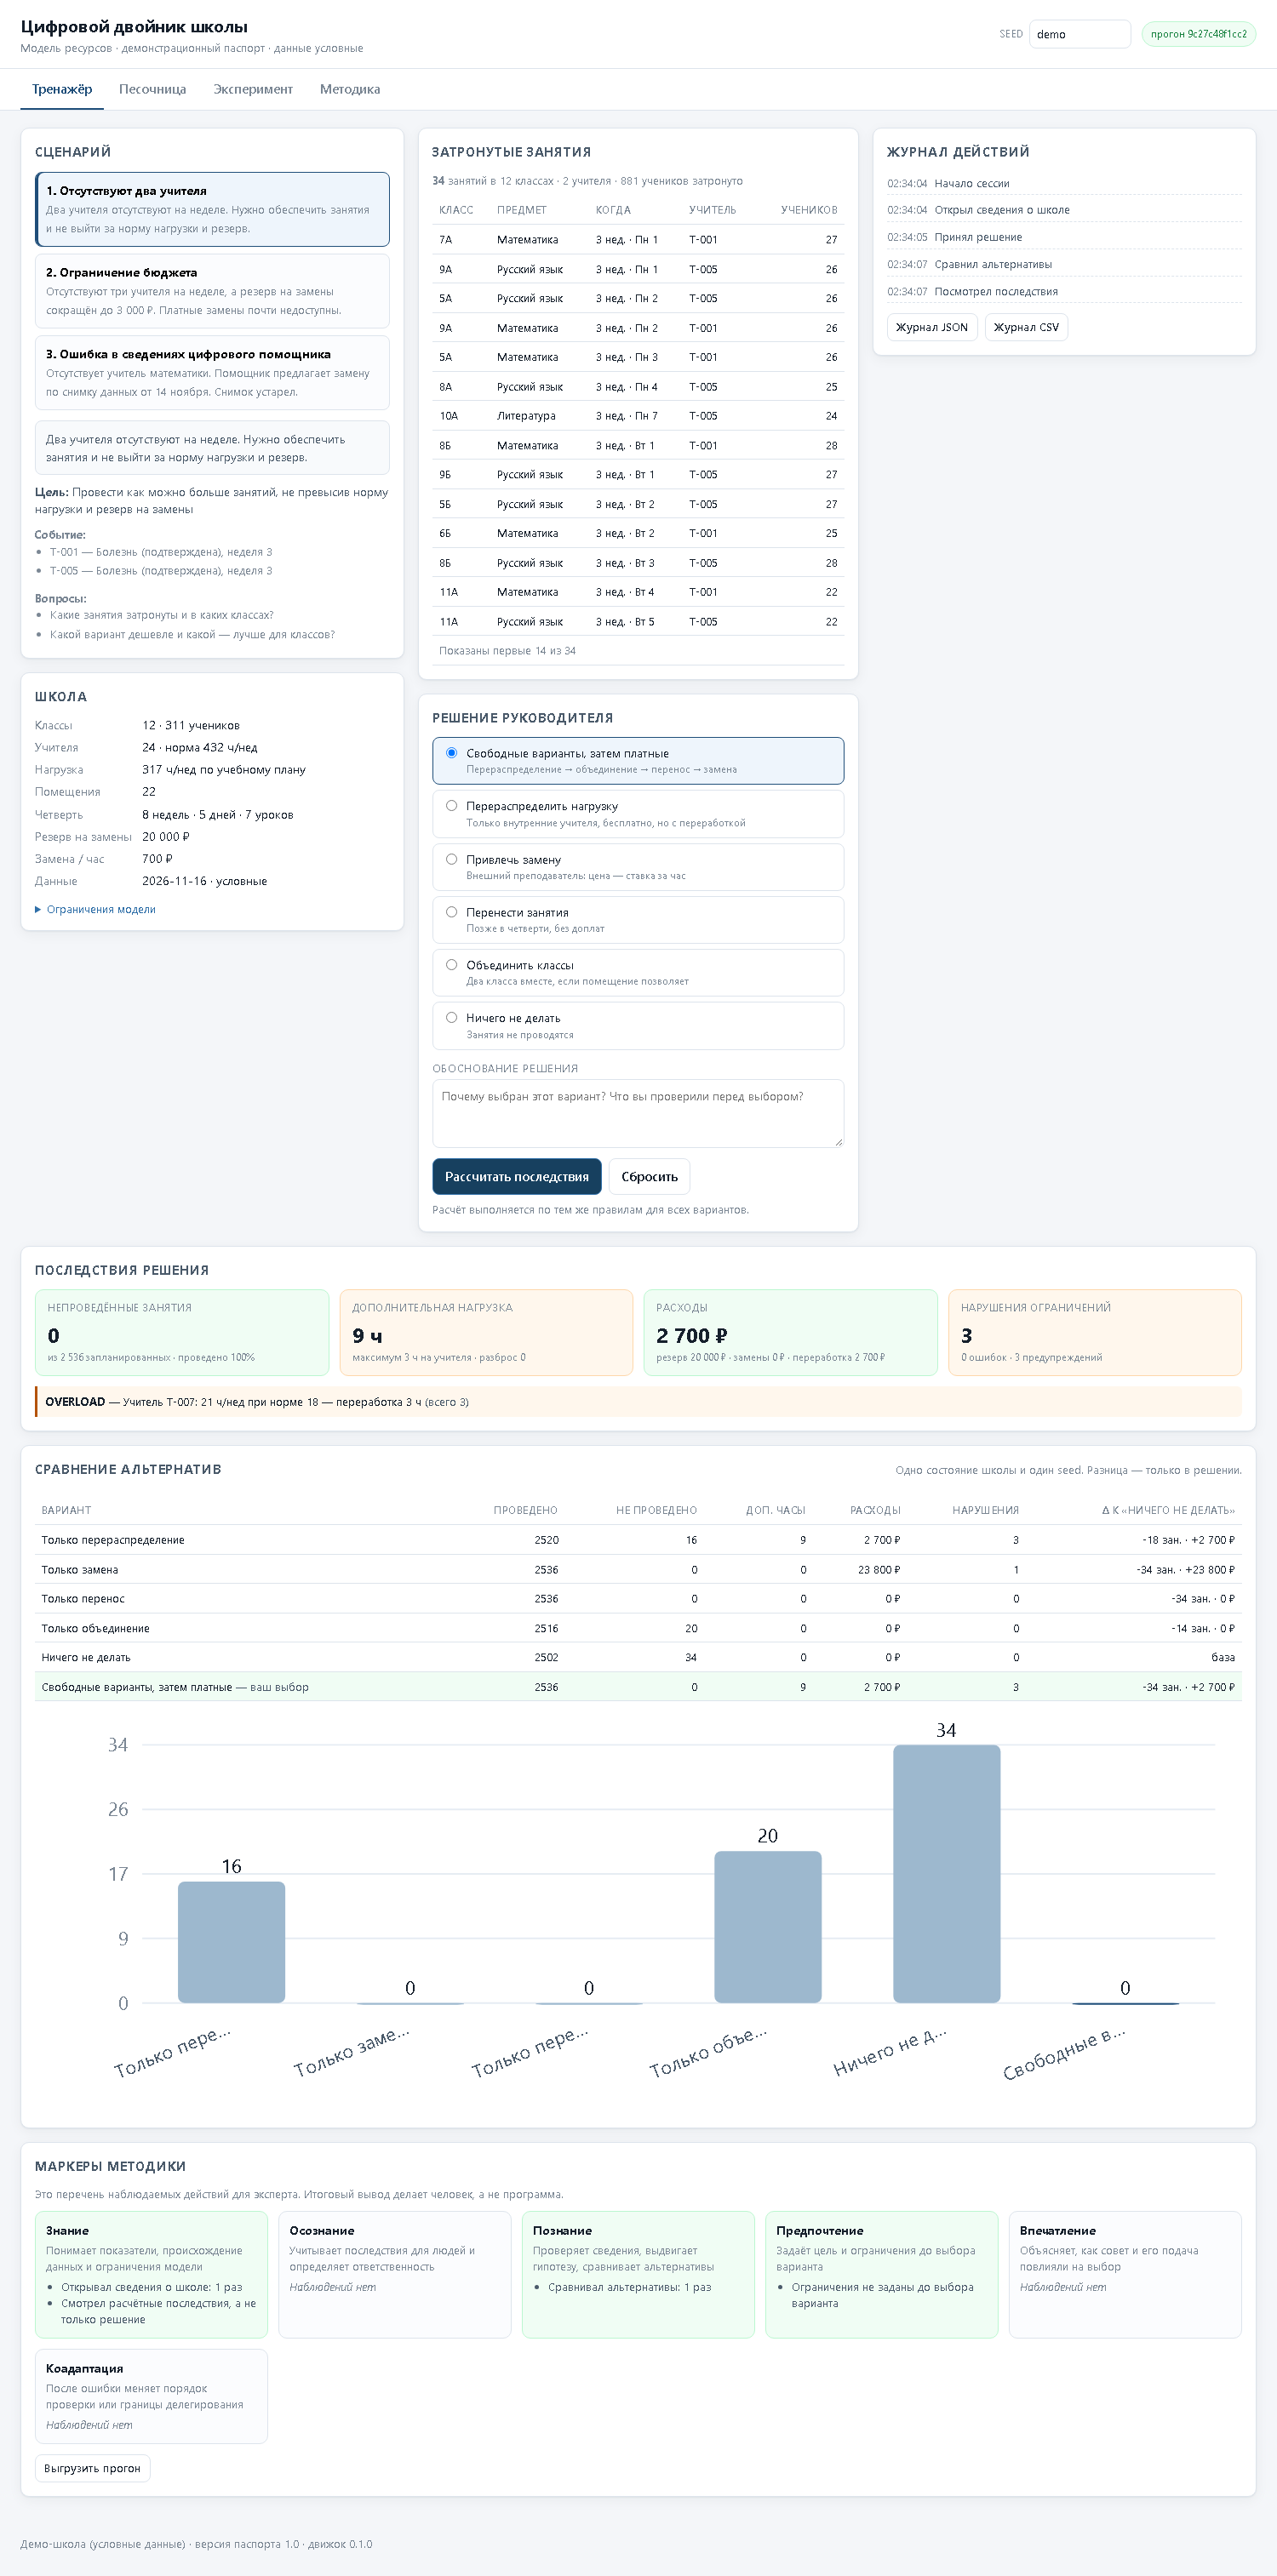 Цифровой двойник школы
Модель ресурсов · демонстрационный паспорт · данные условные
SEED
demo
прогон 9c27c48f1cc2
Тренажёр
Песочница
Эксперимент
Методика
СЦЕНАРИЙ
1. Отсутствуют два учителя
Два учителя отсутствуют на неделе. Нужно обеспечить занятия
и не выйти за норму нагрузки и резерв.
2. Ограничение бюджета
Отсутствуют три учителя на неделе, а резерв на замены
сокращён до 3 000 ₽. Платные замены почти недоступны.
3. Ошибка в сведениях цифрового помощника
Отсутствует учитель математики. Помощник предлагает замену
по снимку данных от 14 ноября. Снимок устарел.
Два учителя отсутствуют на неделе. Нужно обеспечить
занятия и не выйти за норму нагрузки и резерв.
Цель: Провести как можно больше занятий, не превысив норму
нагрузки и резерв на замены
Событие:
T-001 — Болезнь (подтверждена), неделя 3
T-005 — Болезнь (подтверждена), неделя 3
Вопросы:
Какие занятия затронуты и в каких классах?
Какой вариант дешевле и какой — лучше для классов?
ШКОЛА
Классы 12 · 311 учеников
Учителя 24 · норма 432 ч/нед
Нагрузка 317 ч/нед по учебному плану
Помещения 22
Четверть 8 недель · 5 дней · 7 уроков
Резерв на замены 20 000 ₽
Замена / час 700 ₽
Данные 2026-11-16 · условные
▶ Ограничения модели
ЗАТРОНУТЫЕ ЗАНЯТИЯ
34 занятий в 12 классах · 2 учителя · 881 учеников затронуто
КЛАСС ПРЕДМЕТ КОГДА УЧИТЕЛЬ УЧЕНИКОВ
7А Математика 3 нед. · Пн 1 T-001 27
9А Русский язык 3 нед. · Пн 1 T-005 26
5А Русский язык 3 нед. · Пн 2 T-005 26
9А Математика 3 нед. · Пн 2 T-001 26
5А Математика 3 нед. · Пн 3 T-001 26
8А Русский язык 3 нед. · Пн 4 T-005 25
10А Литература 3 нед. · Пн 7 T-005 24
8Б Математика 3 нед. · Вт 1 T-001 28
9Б Русский язык 3 нед. · Вт 1 T-005 27
5Б Русский язык 3 нед. · Вт 2 T-005 27
6Б Математика 3 нед. · Вт 2 T-001 25
8Б Русский язык 3 нед. · Вт 3 T-005 28
11А Математика 3 нед. · Вт 4 T-001 22
11А Русский язык 3 нед. · Вт 5 T-005 22
Показаны первые 14 из 34
РЕШЕНИЕ РУКОВОДИТЕЛЯ
Свободные варианты, затем платные
Перераспределение → объединение → перенос → замена
Перераспределить нагрузку
Только внутренние учителя, бесплатно, но с переработкой
Привлечь замену
Внешний преподаватель: цена — ставка за час
Перенести занятия
Позже в четверти, без доплат
Объединить классы
Два класса вместе, если помещение позволяет
Ничего не делать
Занятия не проводятся
ОБОСНОВАНИЕ РЕШЕНИЯ
Почему выбран этот вариант? Что вы проверили перед выбором?
Рассчитать последствия
Сбросить
Расчёт выполняется по тем же правилам для всех вариантов.
ЖУРНАЛ ДЕЙСТВИЙ
02:34:04 Начало сессии
02:34:04 Открыл сведения о школе
02:34:05 Принял решение
02:34:07 Сравнил альтернативы
02:34:07 Посмотрел последствия
Журнал JSON
Журнал CSV
ПОСЛЕДСТВИЯ РЕШЕНИЯ
НЕПРОВЕДЁННЫЕ ЗАНЯТИЯ
0
из 2 536 запланированных · проведено 100%
ДОПОЛНИТЕЛЬНАЯ НАГРУЗКА
9 ч
максимум 3 ч на учителя · разброс 0
РАСХОДЫ
2 700 ₽
резерв 20 000 ₽ · замены 0 ₽ · переработка 2 700 ₽
НАРУШЕНИЯ ОГРАНИЧЕНИЙ
3
0 ошибок · 3 предупреждений
OVERLOAD — Учитель T-007: 21 ч/нед при норме 18 — переработка 3 ч (всего 3)
СРАВНЕНИЕ АЛЬТЕРНАТИВ
Одно состояние школы и один seed. Разница — только в решении.
ВАРИАНТ ПРОВЕДЕНО НЕ ПРОВЕДЕНО ДОП. ЧАСЫ РАСХОДЫ НАРУШЕНИЯ Δ К «НИЧЕГО НЕ ДЕЛАТЬ»
Только перераспределение 2520 16 9 2 700 ₽ 3 -18 зан. · +2 700 ₽
Только замена 2536 0 0 23 800 ₽ 1 -34 зан. · +23 800 ₽
Только перенос 2536 0 0 0 ₽ 0 -34 зан. · 0 ₽
Только объединение 2516 20 0 0 ₽ 0 -14 зан. · 0 ₽
Ничего не делать 2502 34 0 0 ₽ 0 база
Свободные варианты, затем платные — ваш выбор 2536 0 9 2 700 ₽ 3 -34 зан. · +2 700 ₽
34
26
17
9
0
16
0
0
20
34
0
Только пере...
Только заме...
Только пере...
Только объе...
Ничего не д...
Свободные в...
МАРКЕРЫ МЕТОДИКИ
Это перечень наблюдаемых действий для эксперта. Итоговый вывод делает человек, а не программа.
Знание
Понимает показатели, происхождение
данных и ограничения модели
Открывал сведения о школе: 1 раз
Смотрел расчётные последствия, а не
только решение
Осознание
Учитывает последствия для людей и
определяет ответственность
Наблюдений нет
Познание
Проверяет сведения, выдвигает
гипотезу, сравнивает альтернативы
Сравнивал альтернативы: 1 раз
Предпочтение
Задаёт цель и ограничения до выбора
варианта
Ограничения не заданы до выбора
варианта
Впечатление
Объясняет, как совет и его подача
повлияли на выбор
Наблюдений нет
Коадаптация
После ошибки меняет порядок
проверки или границы делегирования
Наблюдений нет
Выгрузить прогон
Демо-школа (условные данные) · версия паспорта 1.0 · движок 0.1.0